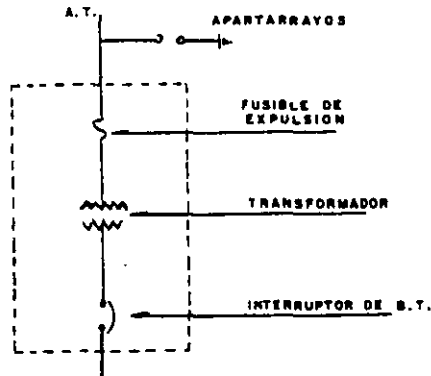 A.T.
APARTARRAYOS
FUSIBLE DE
EXPULSION
TRANSFORMADOR
INTERRUPTOR DE B.T.